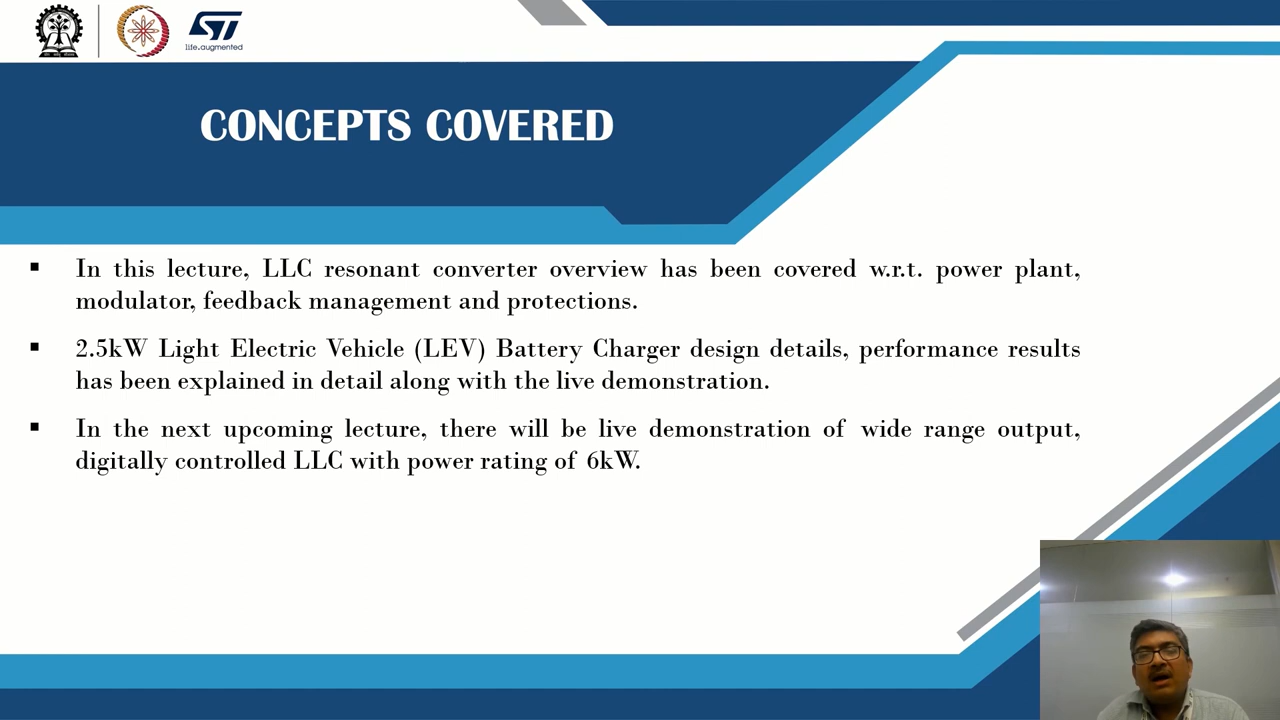 ST
life.augmented
CONCEPTS COVERED
▪ In this lecture, LLC resonant converter overview has been covered w.r.t. power plant,
modulator, feedback management and protections.
▪ 2.5kW Light Electric Vehicle (LEV) Battery Charger design details, performance results
has been explained in detail along with the live demonstration.
▪ In the next upcoming lecture, there will be live demonstration of wide range output,
digitally controlled LLC with power rating of 6kW.